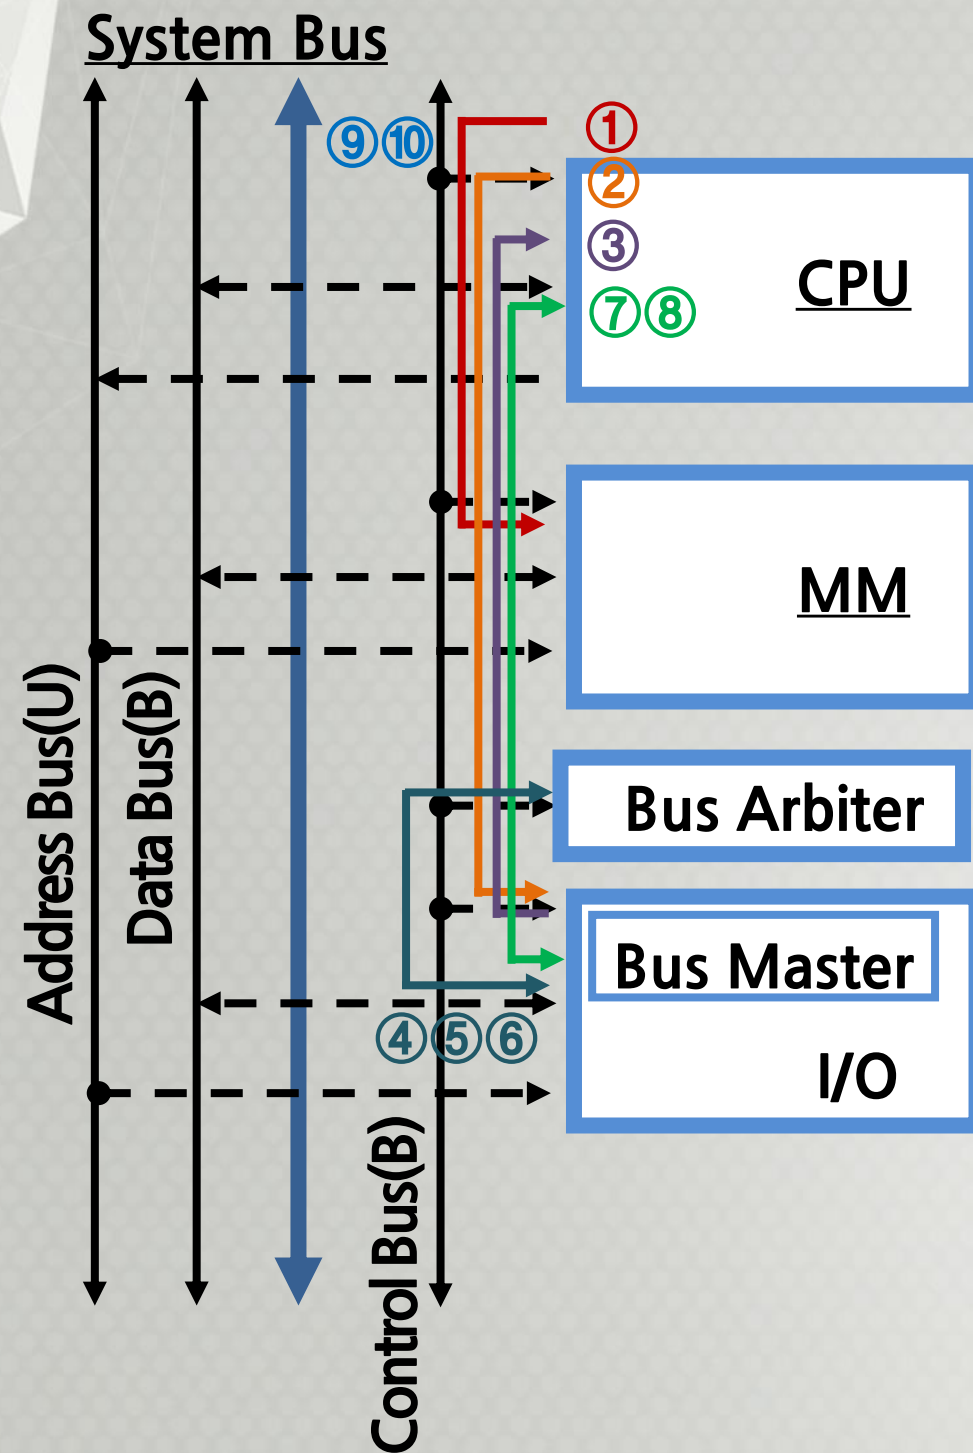 System Bus
⑨⑩
①
②
③
⑦⑧
CPU
MM
Address Bus(U)
Data Bus(B)
Bus Arbiter
Bus Master
④⑤⑥
I/O
Control Bus(B)